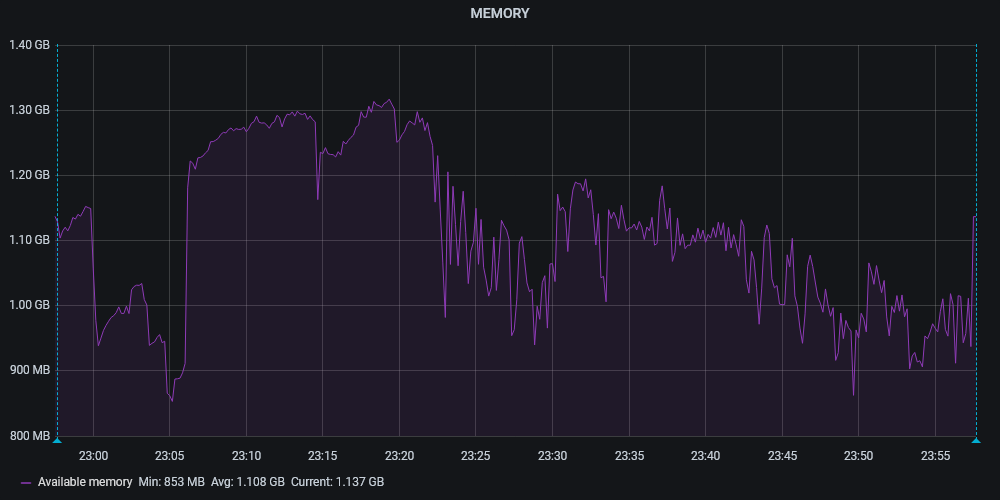 MEMORY
1.40 GB
1.30 GB
1.20 GB
1.10 GB
1.00 GB
900 MB
800 MB
23:00 23:05 23:10 23:15 23:20 23:25 23:30 23:35 23:40 23:45 23:50 23:55
Available memory Min: 853 MB Avg: 1.108 GB Current: 1.137 GB